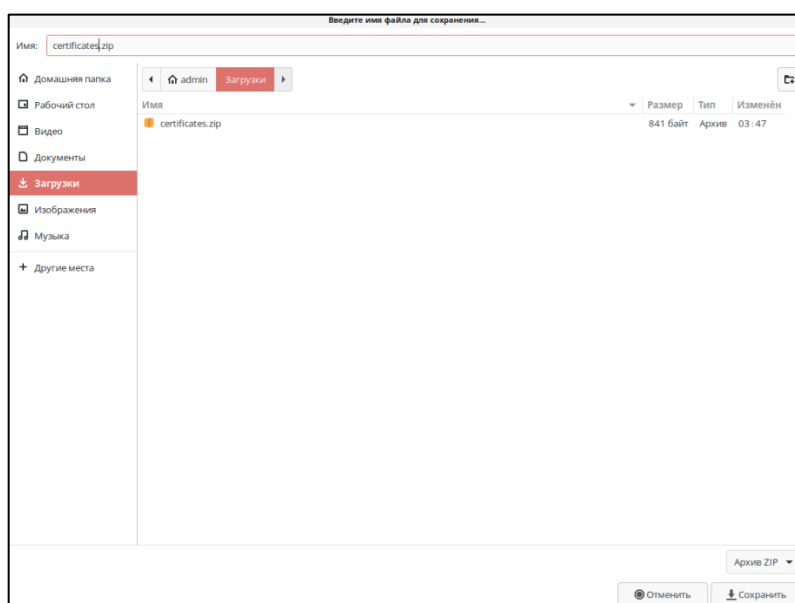 Введите имя файла для сохранения...
Имя: certificates.zip
Домашняя папка
admin Загрузки
Рабочий стол
Имя Размер Тип Изменён
certificates.zip 841 байт Архив 03:47
Видео
Документы
Загрузки
Изображения
Музыка
+ Другие места
Архив ZIP
Отменить Сохранить